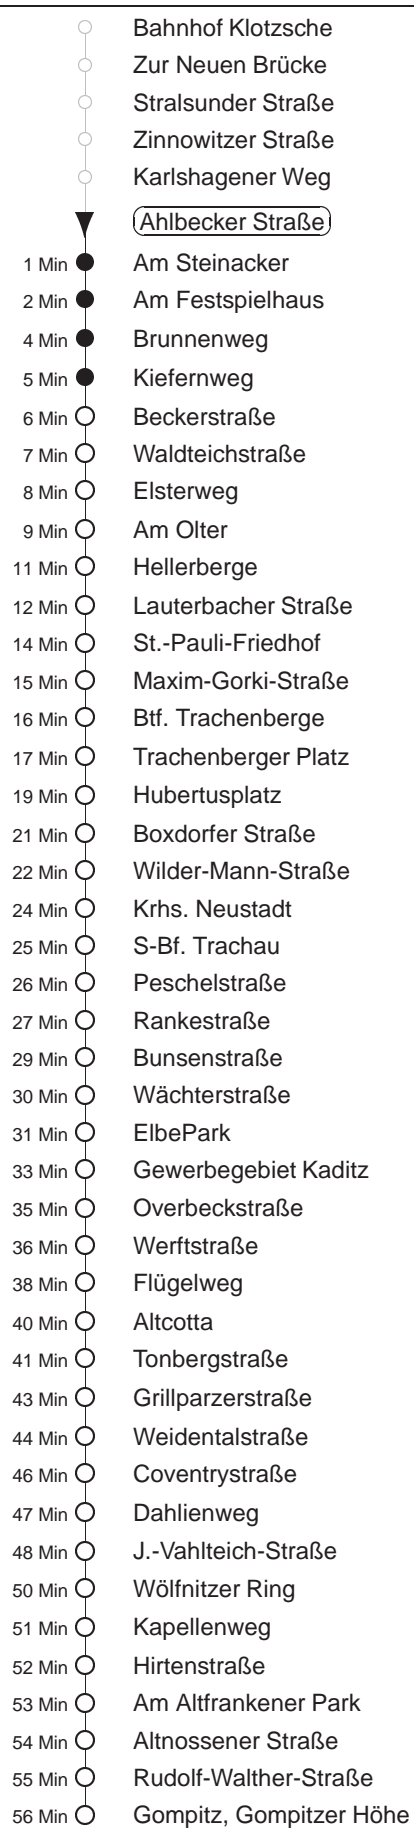 Bahnhof Klotzsche
Zur Neuen Brücke
Stralsunder Straße
Zinnowitzer Straße
Karlshagener Weg
Ahlbecker Straße
1 Min Am Steinacker
2 Min Am Festspielhaus
4 Min Brunnenweg
5 Min Kiefernweg
6 Min Beckerstraße
7 Min Waldteichstraße
8 Min Elsterweg
9 Min Am Olter
11 Min Hellerberge
12 Min Lauterbacher Straße
14 Min St.-Pauli-Friedhof
15 Min Maxim-Gorki-Straße
16 Min Btf. Trachenberge
17 Min Trachenberger Platz
19 Min Hubertusplatz
21 Min Boxdorfer Straße
22 Min Wilder-Mann-Straße
24 Min Krhs. Neustadt
25 Min S-Bf. Trachau
26 Min Peschelstraße
27 Min Rankestraße
29 Min Bunsenstraße
30 Min Wächterstraße
31 Min ElbePark
33 Min Gewerbegebiet Kaditz
35 Min Overbeckstraße
36 Min Werftstraße
38 Min Flügelweg
40 Min Altcotta
41 Min Tonbergstraße
43 Min Grillparzerstraße
44 Min Weidentalstraße
46 Min Coventrystraße
47 Min Dahlienweg
48 Min J.-Vahlteich-Straße
50 Min Wölfnitzer Ring
51 Min Kapellenweg
52 Min Hirtenstraße
53 Min Am Altfrankener Park
54 Min Altnossener Straße
55 Min Rudolf-Walther-Straße
56 Min Gompitz, Gompitzer Höhe